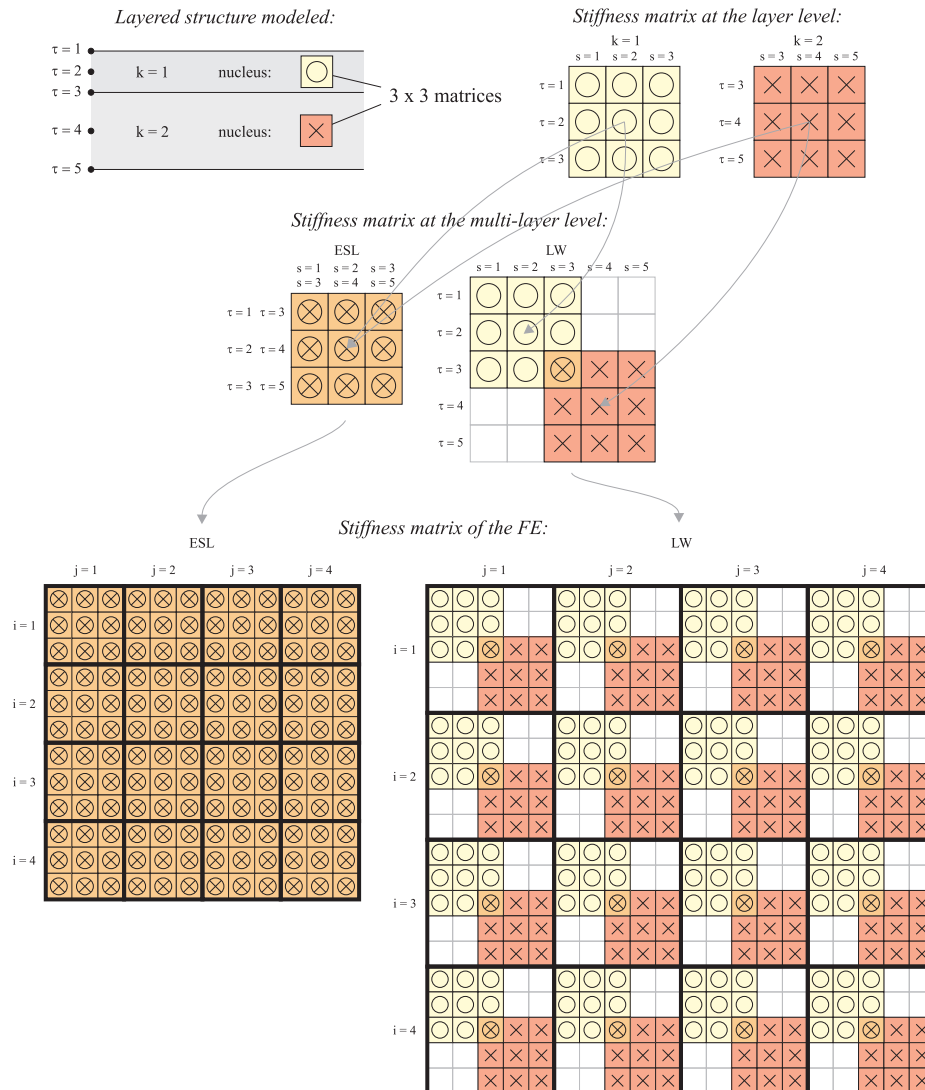 Layered structure modeled:
τ = 1
τ = 2
τ = 3
τ = 4
τ = 5
k = 1
nucleus:
k = 2
nucleus:
3 x 3 matrices
Stiffness matrix at the layer level:
k = 1
s = 1 s = 2 s = 3
τ = 1
τ = 2
τ = 3
k = 2
s = 3 s = 4 s = 5
τ = 3
τ = 4
τ = 5
Stiffness matrix at the multi-layer level:
ESL
s = 1 s = 2 s = 3
s = 3 s = 4 s = 5
τ = 1 τ = 3
τ = 2 τ = 4
τ = 3 τ = 5
LW
s = 1 s = 2 s = 3 s = 4 s = 5
τ = 1
τ = 2
τ = 3
τ = 4
τ = 5
Stiffness matrix of the FE:
ESL
j = 1 j = 2 j = 3 j = 4
i = 1
i = 2
i = 3
i = 4
LW
j = 1 j = 2 j = 3 j = 4
i = 1
i = 2
i = 3
i = 4